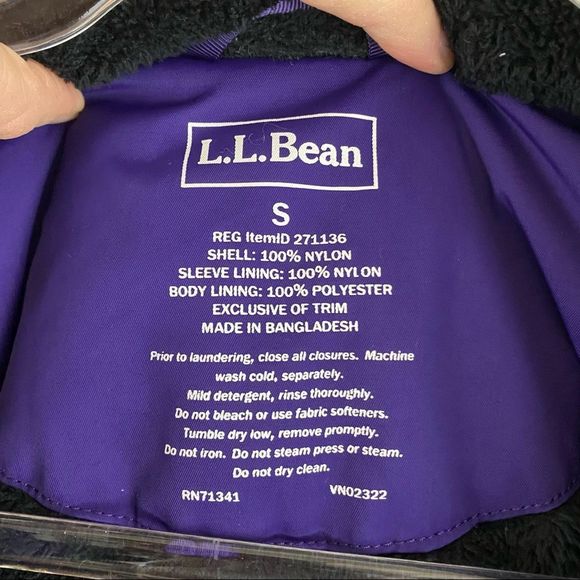 L.L.Bean
S
REG ItemID 271136
SHELL: 100% NYLON
SLEEVE LINING: 100% NYLON
BODY LINING: 100% POLYESTER
EXCLUSIVE OF TRIM
MADE IN BANGLADESH
Prior to laundering, close all closures. Machine
wash cold, separately.
Mild detergent, rinse thoroughly.
Do not bleach or use fabric softeners.
Tumble dry low, remove promptly.
Do not iron. Do not steam press or steam.
Do not dry clean.
RN71341 VN02322